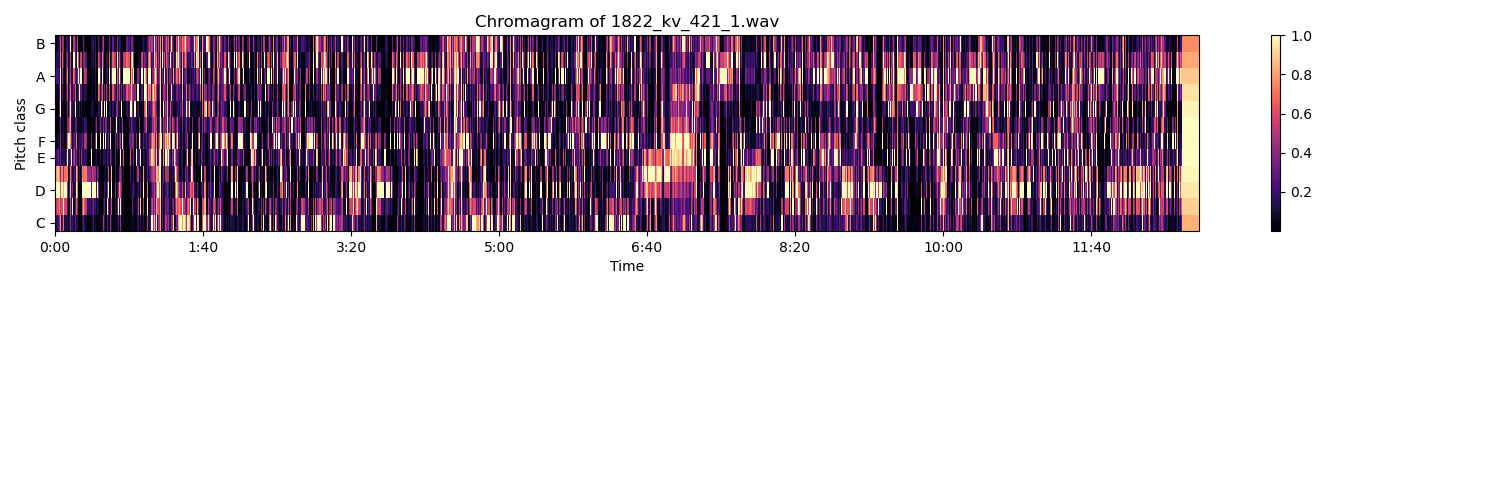 Chromagram of 1822_kv_421_1.wav
Pitch class
B
A
G
F
E
D
C
0:00 1:40 3:20 5:00 6:40 8:20 10:00 11:40
Time
1.0
0.8
0.6
0.4
0.2